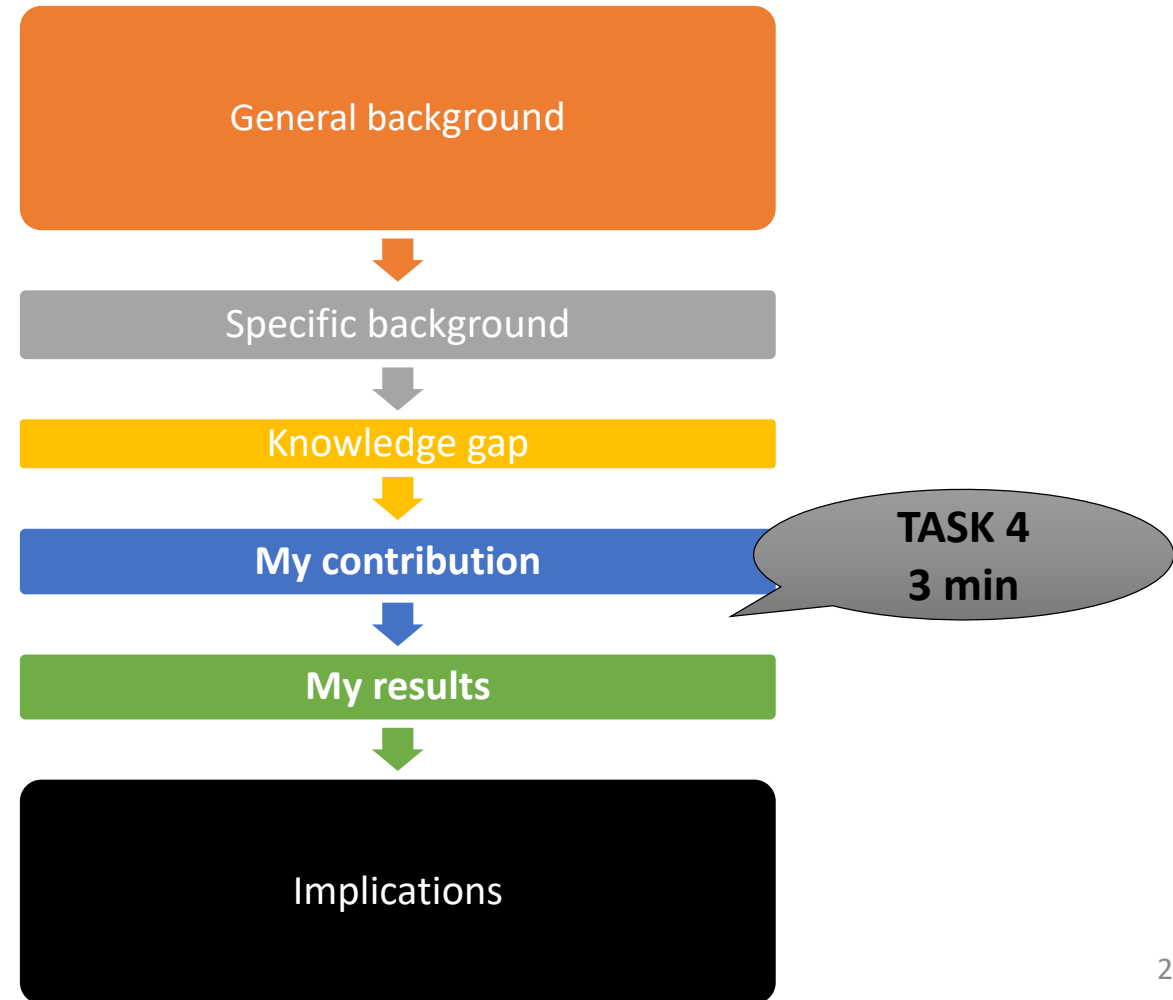 General background
Specific background
Knowledge gap
My contribution
TASK 4
3 min
My results
Implications
2